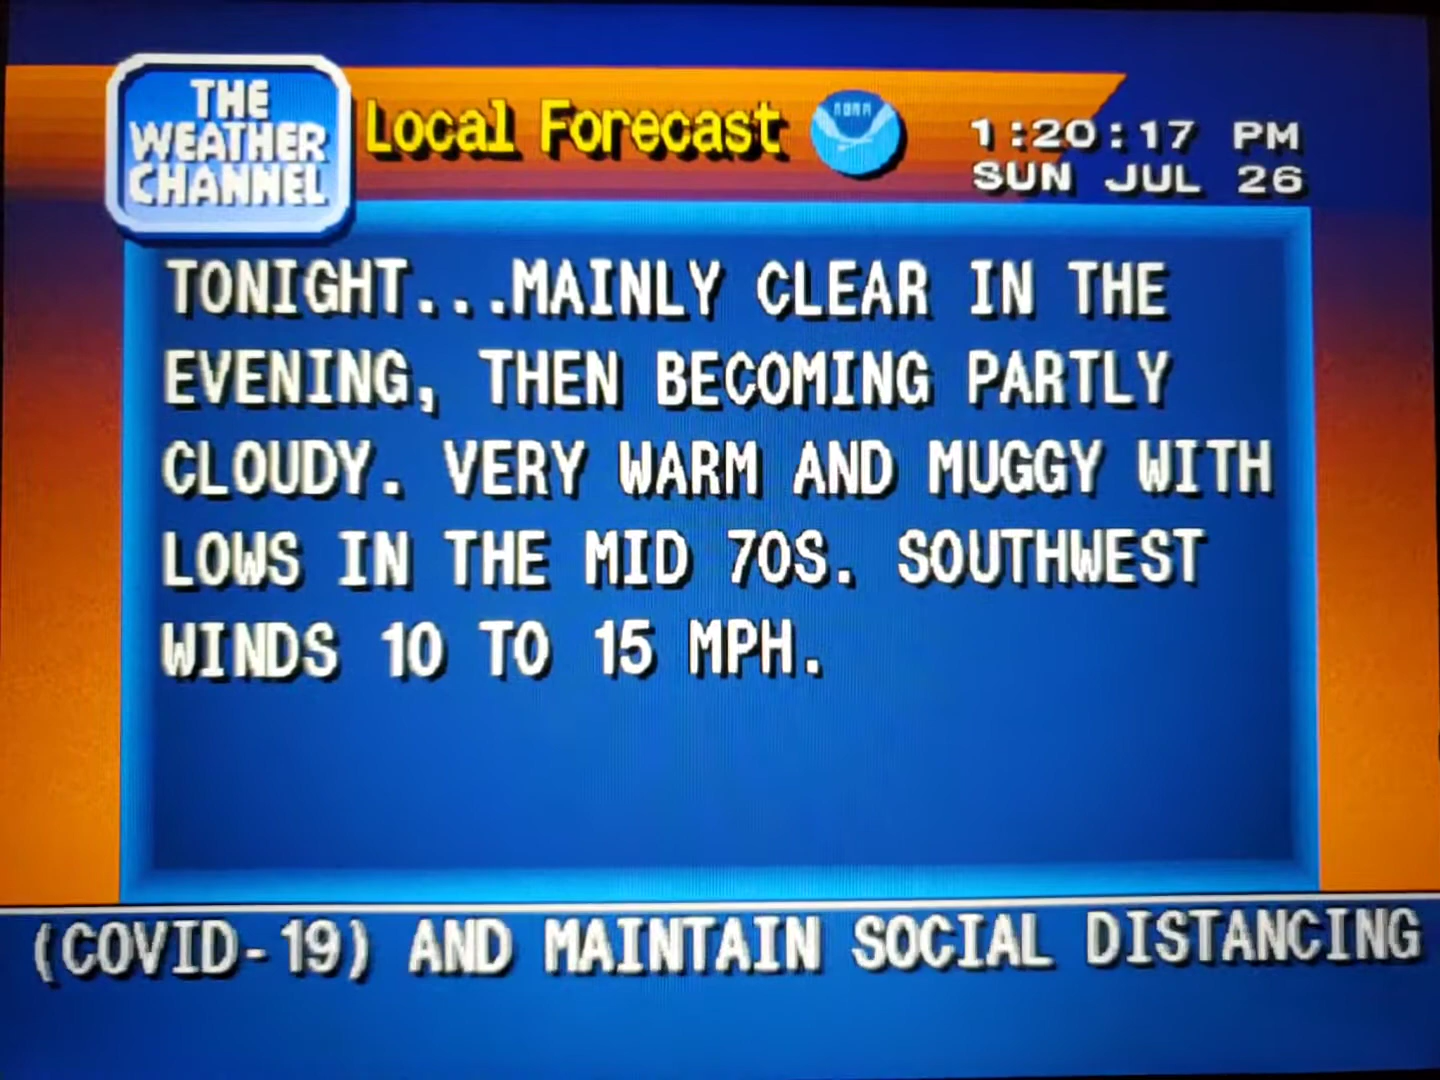 THE
WEATHER
CHANNEL
Local Forecast
NOAA
1:20:17 PM
SUN JUL 26
TONIGHT...MAINLY CLEAR IN THE
EVENING, THEN BECOMING PARTLY
CLOUDY. VERY WARM AND MUGGY WITH
LOWS IN THE MID 70S. SOUTHWEST
WINDS 10 TO 15 MPH.
(COVID-19) AND MAINTAIN SOCIAL DISTANCING